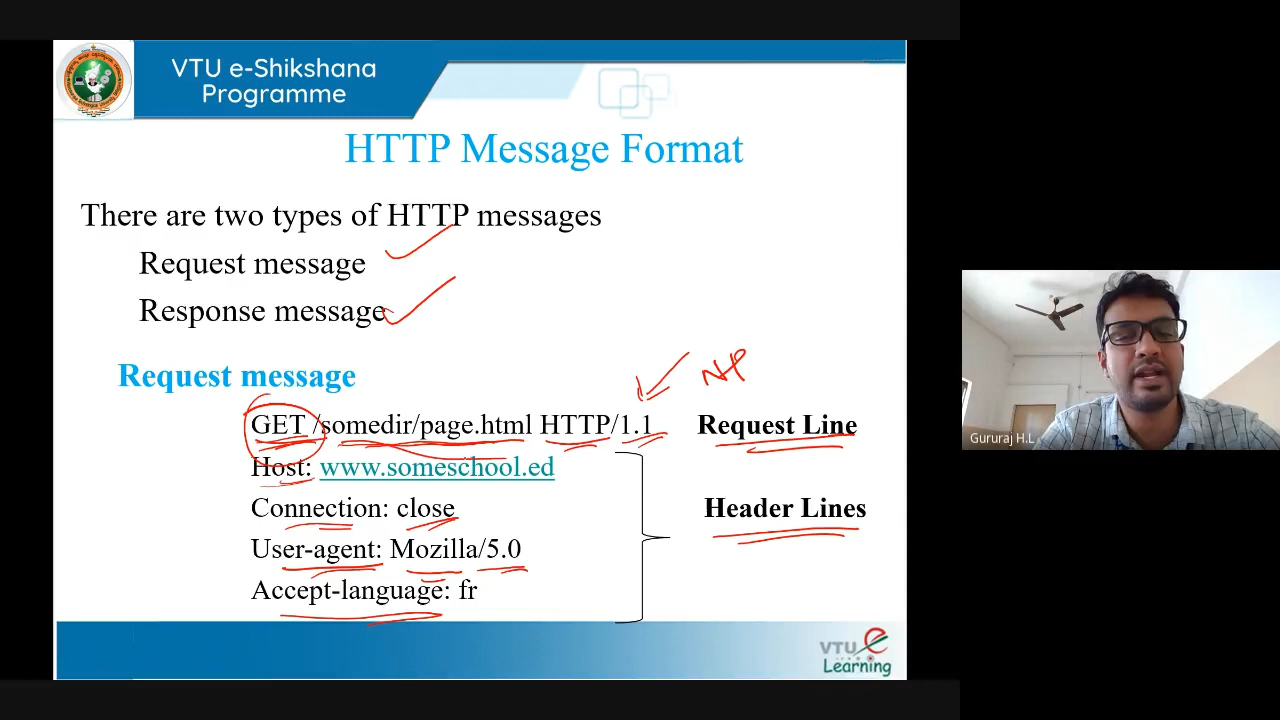 VTU e-Shikshana
Programme
HTTP Message Format
There are two types of HTTP messages
Request message
Response message
Request message
NP
GET /somedir/page.html HTTP/1.1 Request Line
Host: www.someschool.ed
Connection: close Header Lines
User-agent: Mozilla/5.0
Accept-language: fr
Gururaj H.L
VTU e
Learning